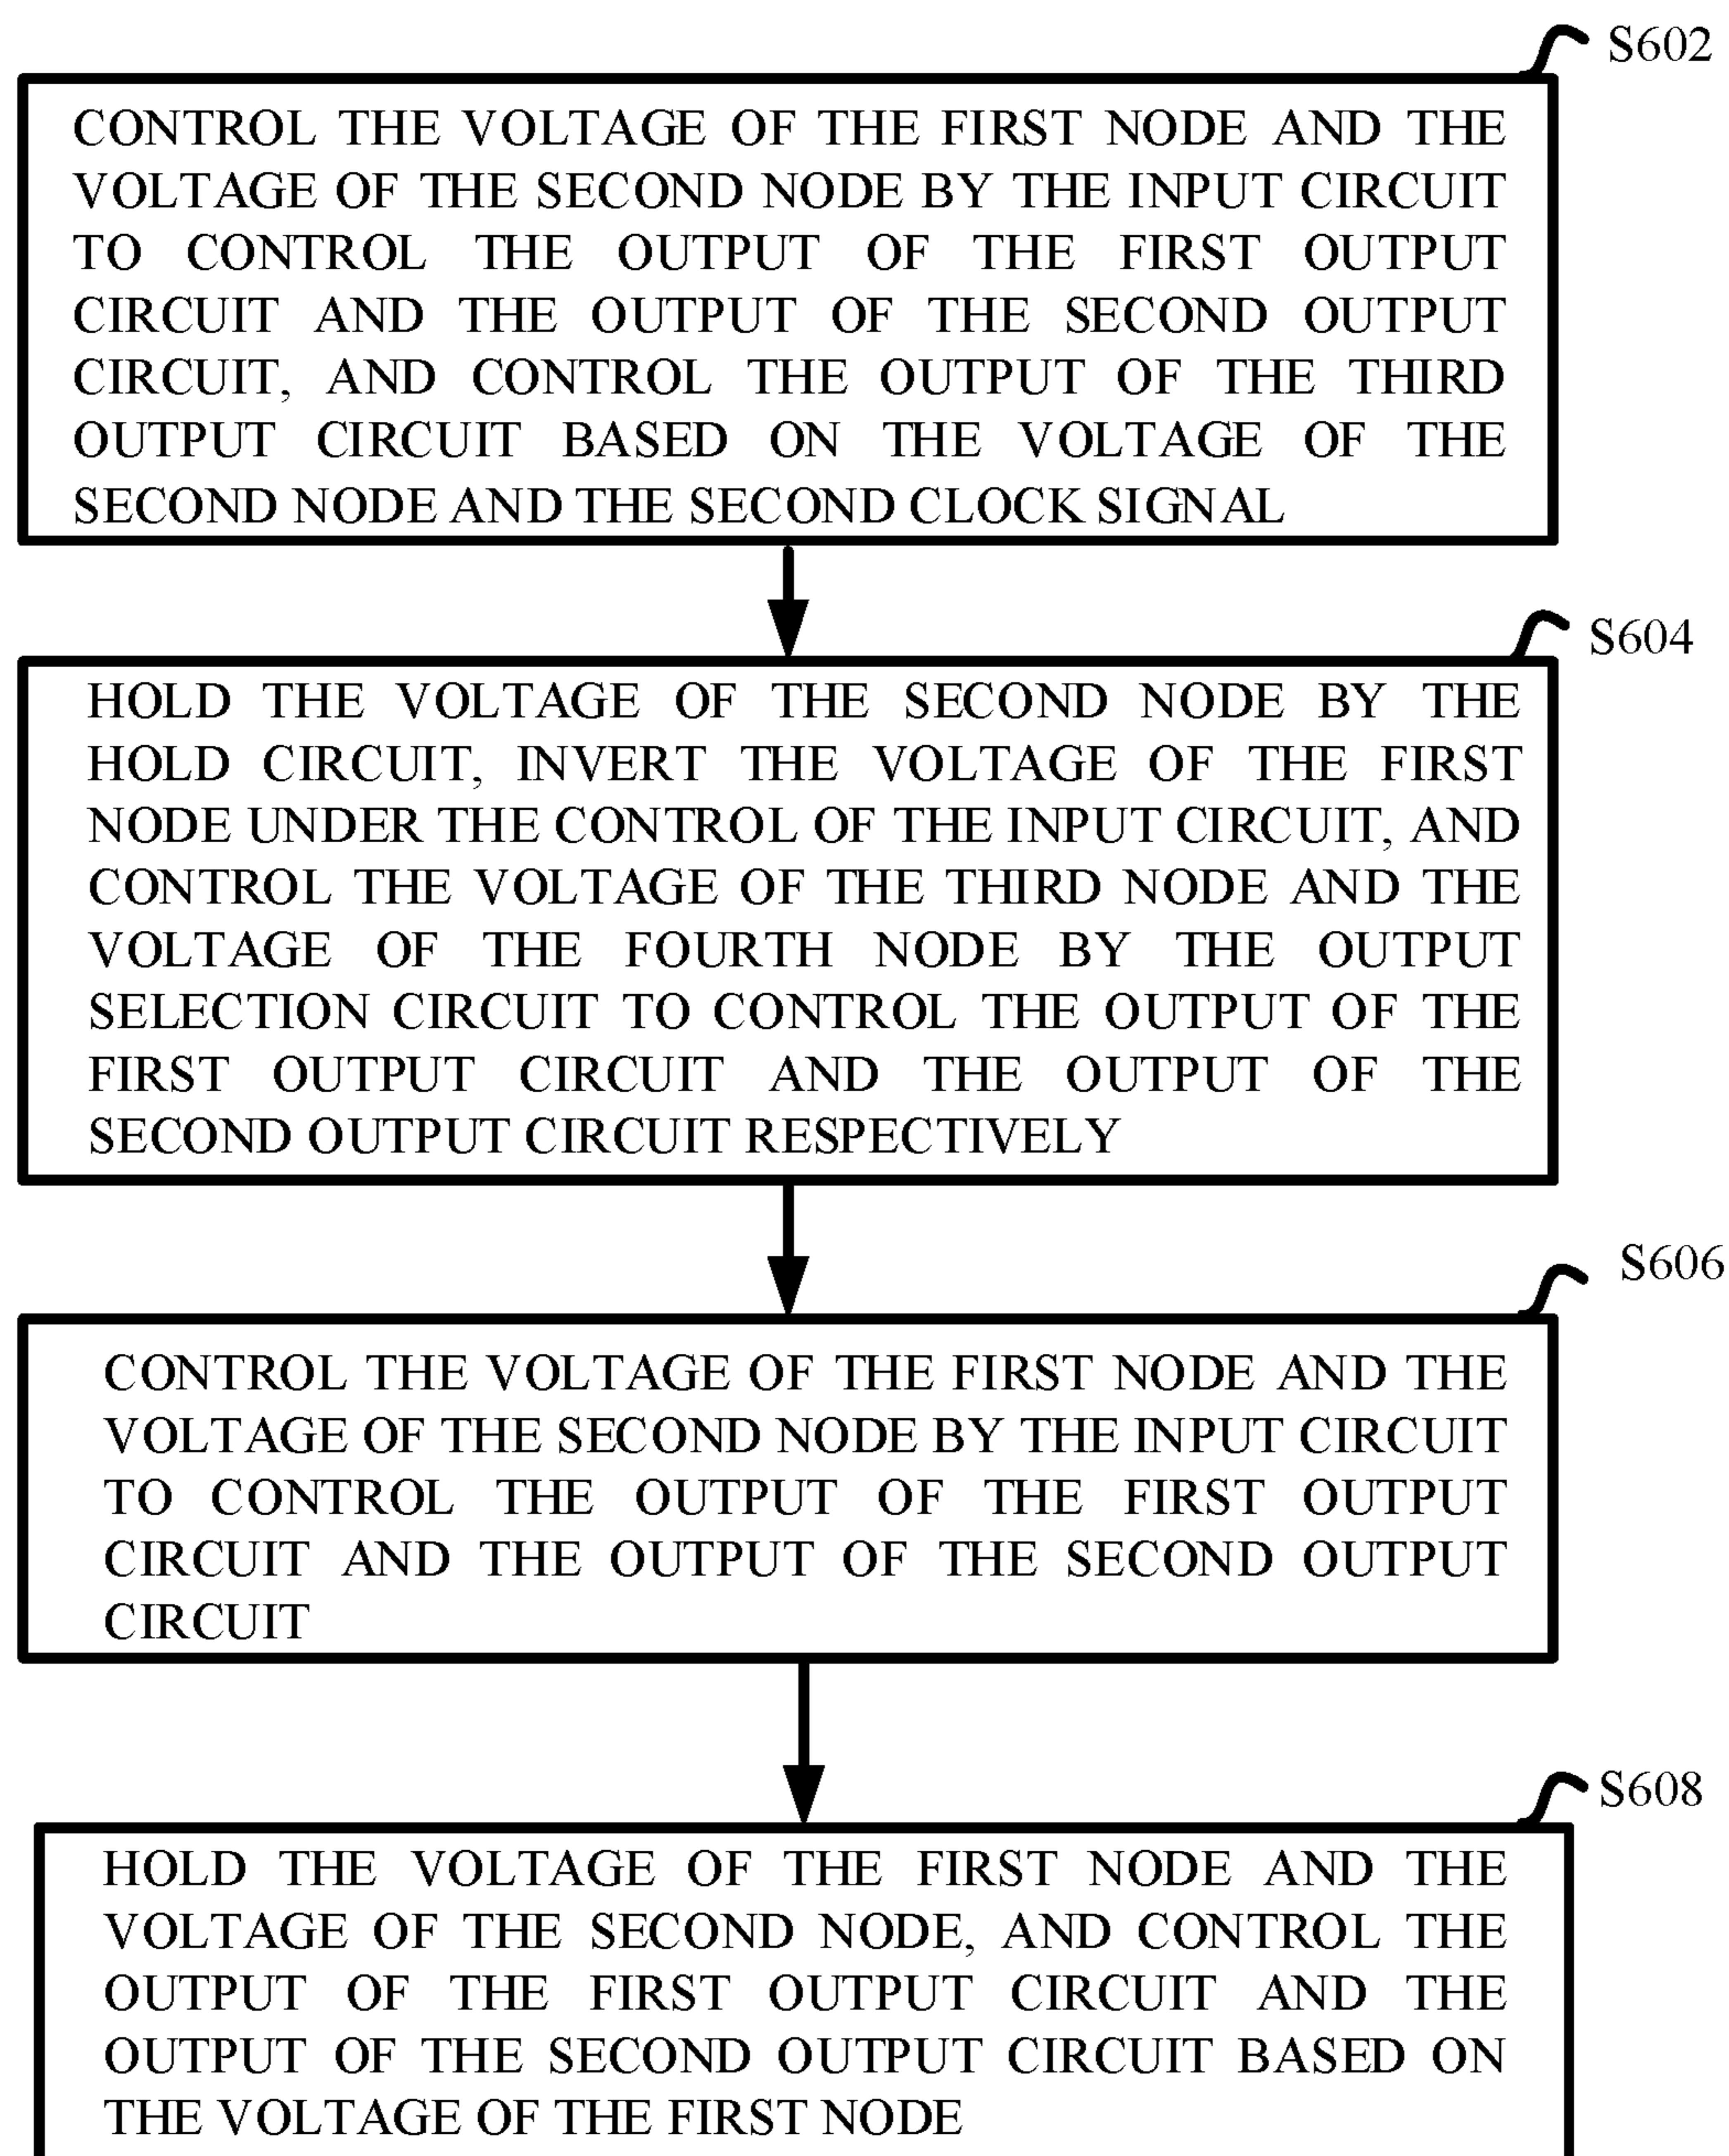 S602
CONTROL THE VOLTAGE OF THE FIRST NODE AND THE
VOLTAGE OF THE SECOND NODE BY THE INPUT CIRCUIT
TO CONTROL THE OUTPUT OF THE FIRST OUTPUT
CIRCUIT AND THE OUTPUT OF THE SECOND OUTPUT
CIRCUIT, AND CONTROL THE OUTPUT OF THE THIRD
OUTPUT CIRCUIT BASED ON THE VOLTAGE OF THE
SECOND NODE AND THE SECOND CLOCK SIGNAL
S604
HOLD THE VOLTAGE OF THE SECOND NODE BY THE
HOLD CIRCUIT, INVERT THE VOLTAGE OF THE FIRST
NODE UNDER THE CONTROL OF THE INPUT CIRCUIT, AND
CONTROL THE VOLTAGE OF THE THIRD NODE AND THE
VOLTAGE OF THE FOURTH NODE BY THE OUTPUT
SELECTION CIRCUIT TO CONTROL THE OUTPUT OF THE
FIRST OUTPUT CIRCUIT AND THE OUTPUT OF THE
SECOND OUTPUT CIRCUIT RESPECTIVELY
S606
CONTROL THE VOLTAGE OF THE FIRST NODE AND THE
VOLTAGE OF THE SECOND NODE BY THE INPUT CIRCUIT
TO CONTROL THE OUTPUT OF THE FIRST OUTPUT
CIRCUIT AND THE OUTPUT OF THE SECOND OUTPUT
CIRCUIT
S608
HOLD THE VOLTAGE OF THE FIRST NODE AND THE
VOLTAGE OF THE SECOND NODE, AND CONTROL THE
OUTPUT OF THE FIRST OUTPUT CIRCUIT AND THE
OUTPUT OF THE SECOND OUTPUT CIRCUIT BASED ON
THE VOLTAGE OF THE FIRST NODE